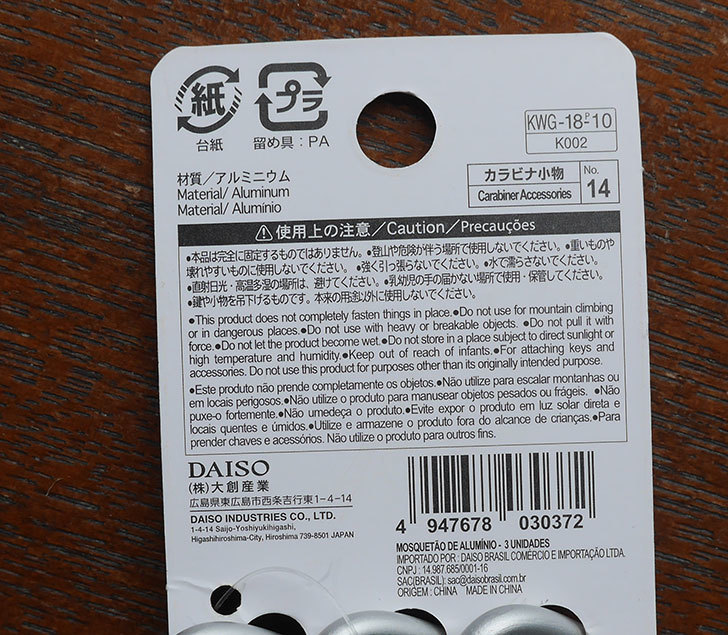 紙
台紙
プラ
留め具：PA
KWG-18-P10
K002
材質／アルミニウム
Material/ Aluminum
Material/ Alumínio
カラビナ小物
Carabiner Accessories
No.
14
⚠使用上の注意／Caution／Precauções
●本品は完全に固定するものではありません。●登山や危険が伴う場所で使用しないでください。●重いものや
壊れやすいものに使用しないでください。●強く引っ張らないでください。●水で濡らさないでください。
●直射日光・高温多湿の場所は、避けてください。●乳幼児の手の届かない場所で使用・保管してください。
●鍵や小物を吊下げるものです。本来の用途以外に使用しないでください。
●This product does not completely fasten things in place.●Do not use for mountain climbing
or in dangerous places.●Do not use with heavy or breakable objects. ●Do not pull it with
force.●Do not let the product become wet.●Do not store in a place subject to direct sunlight or
high temperature and humidity.●Keep out of reach of infants.●For attaching keys and
accessories. Do not use this product for purposes other than its originally intended purpose.
●Este produto não prende completamente os objetos.●Não utilize para escalar montanhas ou
em locais perigosos.●Não utilize o produto para manusear objetos pesados ou frágeis. ●Não
puxe-o fortemente.●Não umedeça o produto.●Evite expor o produto em luz solar direta e
locais quentes e úmidos.●Utilize e armazene o produto fora do alcance de crianças.●Para
prender chaves e acessórios. Não utilize o produto para outros fins.
DAISO
(株)大創産業
広島県東広島市西条吉行東1-4-14
DAISO INDUSTRIES CO., LTD.
1-4-14 Saijo-Yoshiyukihigashi,
Higashihiroshima-City, Hiroshima 739-8501 JAPAN
4 947678 030372
MOSQUETÃO DE ALUMÍNIO - 3 UNIDADES
IMPORTADO POR : DAISO BRASIL COMÉRCIO E IMPORTAÇÃO LTDA.
CNPJ : 14.987.685/0001-16
SAC(BRASIL): sac@daisobrasil.com.br
ORIGEM : CHINA MADE IN CHINA